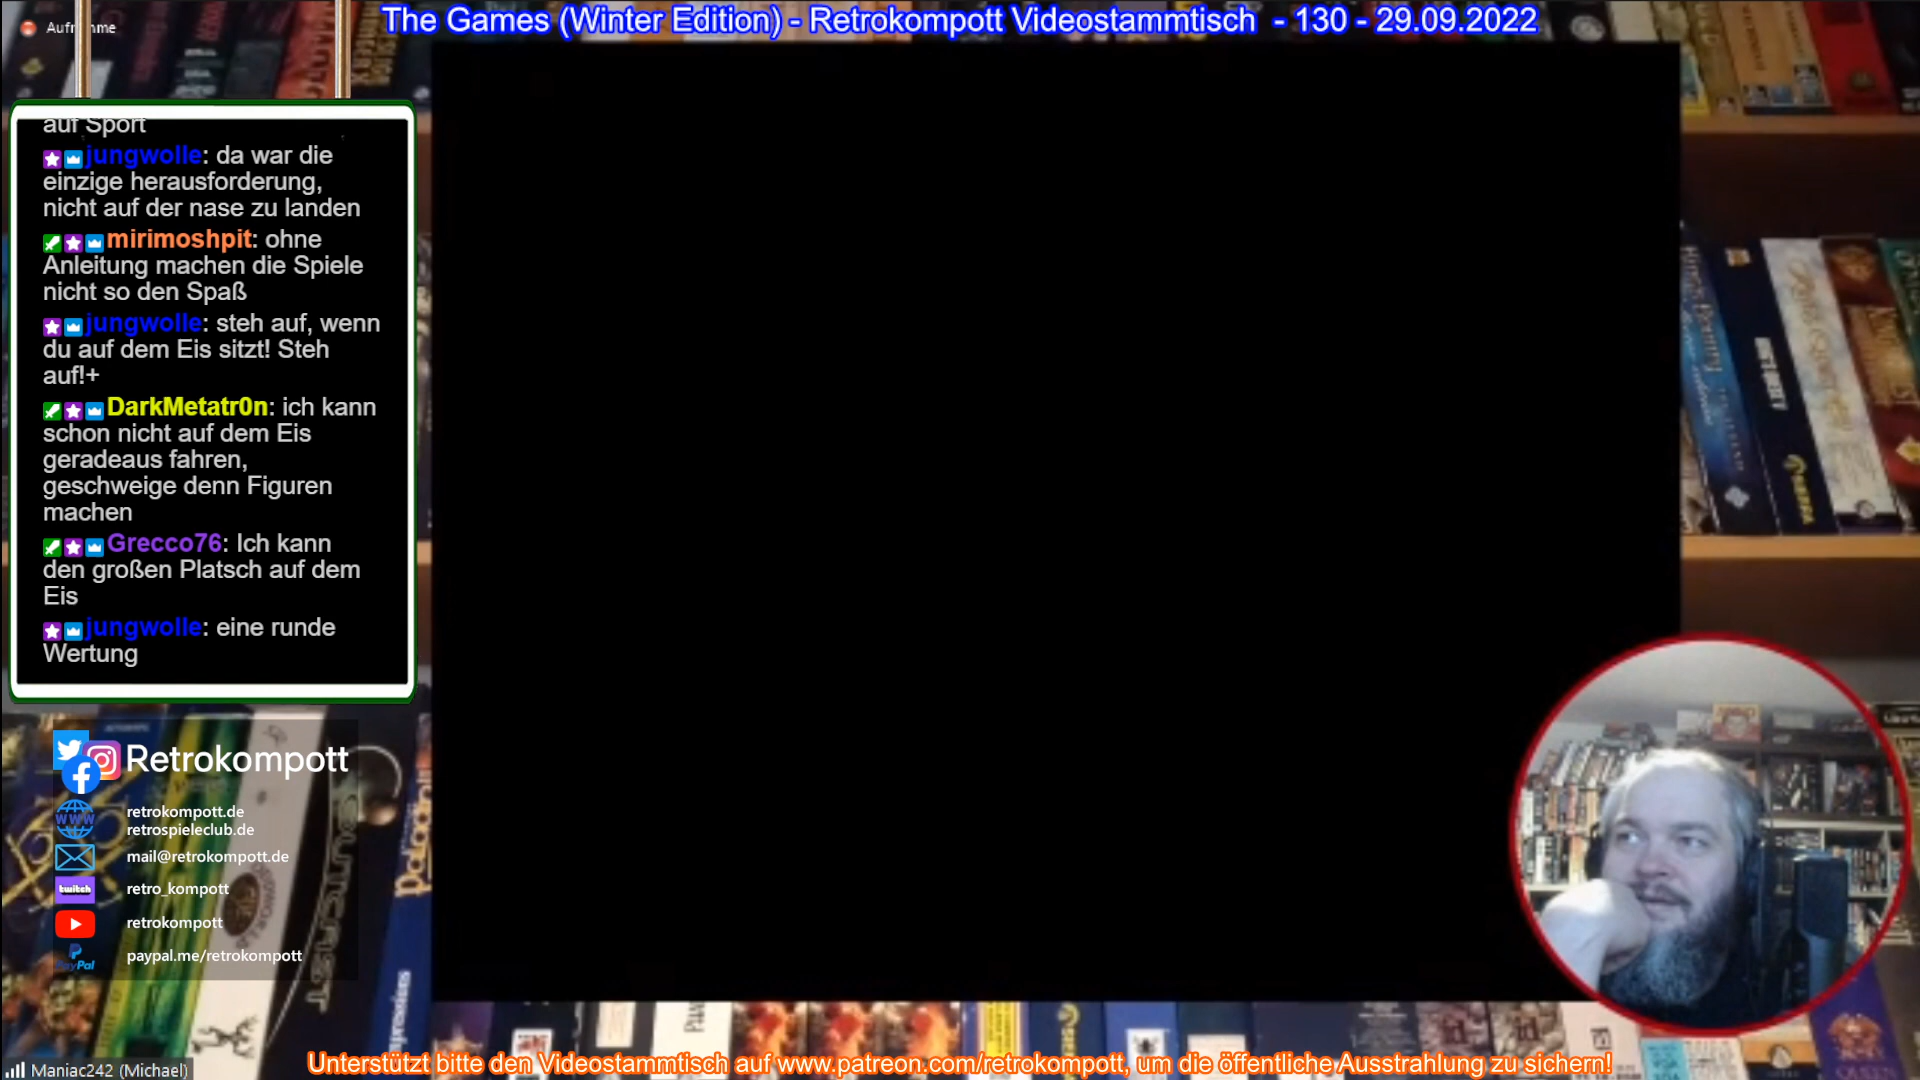 The Games (Winter Edition) - Retrokompott Videostammtisch - 130 - 29.09.2022
auf Sport
jungwolle: da war die
einzige herausforderung,
nicht auf der nase zu landen
mirimoshpit: ohne
Anleitung machen die Spiele
nicht so den Spaß
jungwolle: steh auf, wenn
du auf dem Eis sitzt! Steh
auf!+
DarkMetatr0n: ich kann
schon nicht auf dem Eis
geradeaus fahren,
geschweige denn Figuren
machen
Grecco76: Ich kann
den großen Platsch auf dem
Eis
jungwolle: eine runde
Wertung
Retrokompott
www
retrokompott.de
retrospieleclub.de
mail@retrokompott.de
twitch
retro_kompott
retrokompott
PayPal
paypal.me/retrokompott
Maniac242 (Michael)
Unterstützt bitte den Videostammtisch auf www.patreon.com/retrokompott, um die öffentliche Ausstrahlung zu sichern!